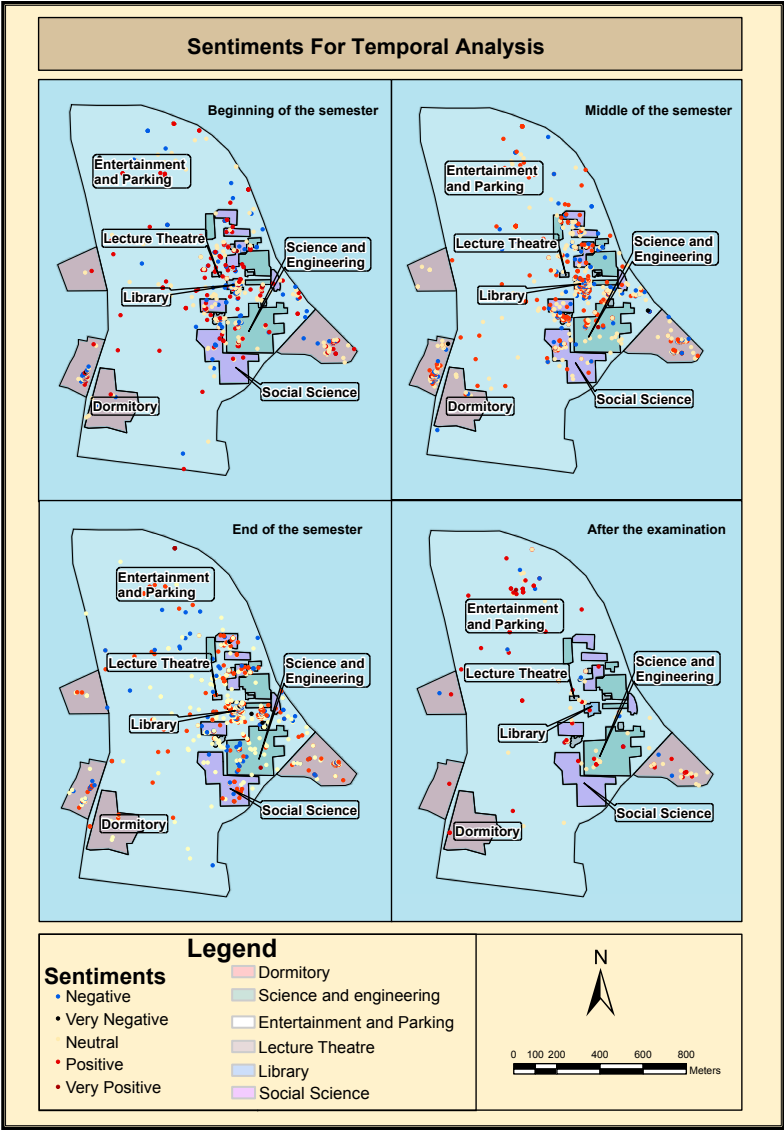 Sentiments For Temporal Analysis
Beginning of the semester
Entertainment
and Parking
Lecture Theatre
Science and
Engineering
Library
Social Science
Dormitory
Middle of the semester
Entertainment
and Parking
Lecture Theatre
Science and
Engineering
Library
Social Science
Dormitory
End of the semester
Entertainment
and Parking
Lecture Theatre
Science and
Engineering
Library
Social Science
Dormitory
After the examination
Entertainment
and Parking
Lecture Theatre
Science and
Engineering
Library
Social Science
Dormitory
Legend
Sentiments
Negative
Very Negative
Neutral
Positive
Very Positive
Dormitory
Science and engineering
Entertainment and Parking
Lecture Theatre
Library
Social Science
N
0 100 200 400 600 800
Meters